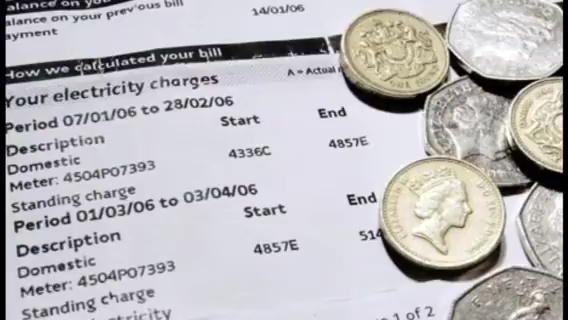 alance on your previous bill
ayment
14/01/06
How we calculated your bill
Your electricity charges
A = Actual
Period 07/01/06 to 28/02/06
Description Start End
Domestic 4336C 4857E
Meter: 4504P07393
Standing charge
Period 01/03/06 to 03/04/06
Description Start End
Domestic 4857E 514
Meter: 4504P07393
Standing charge
1 of 2